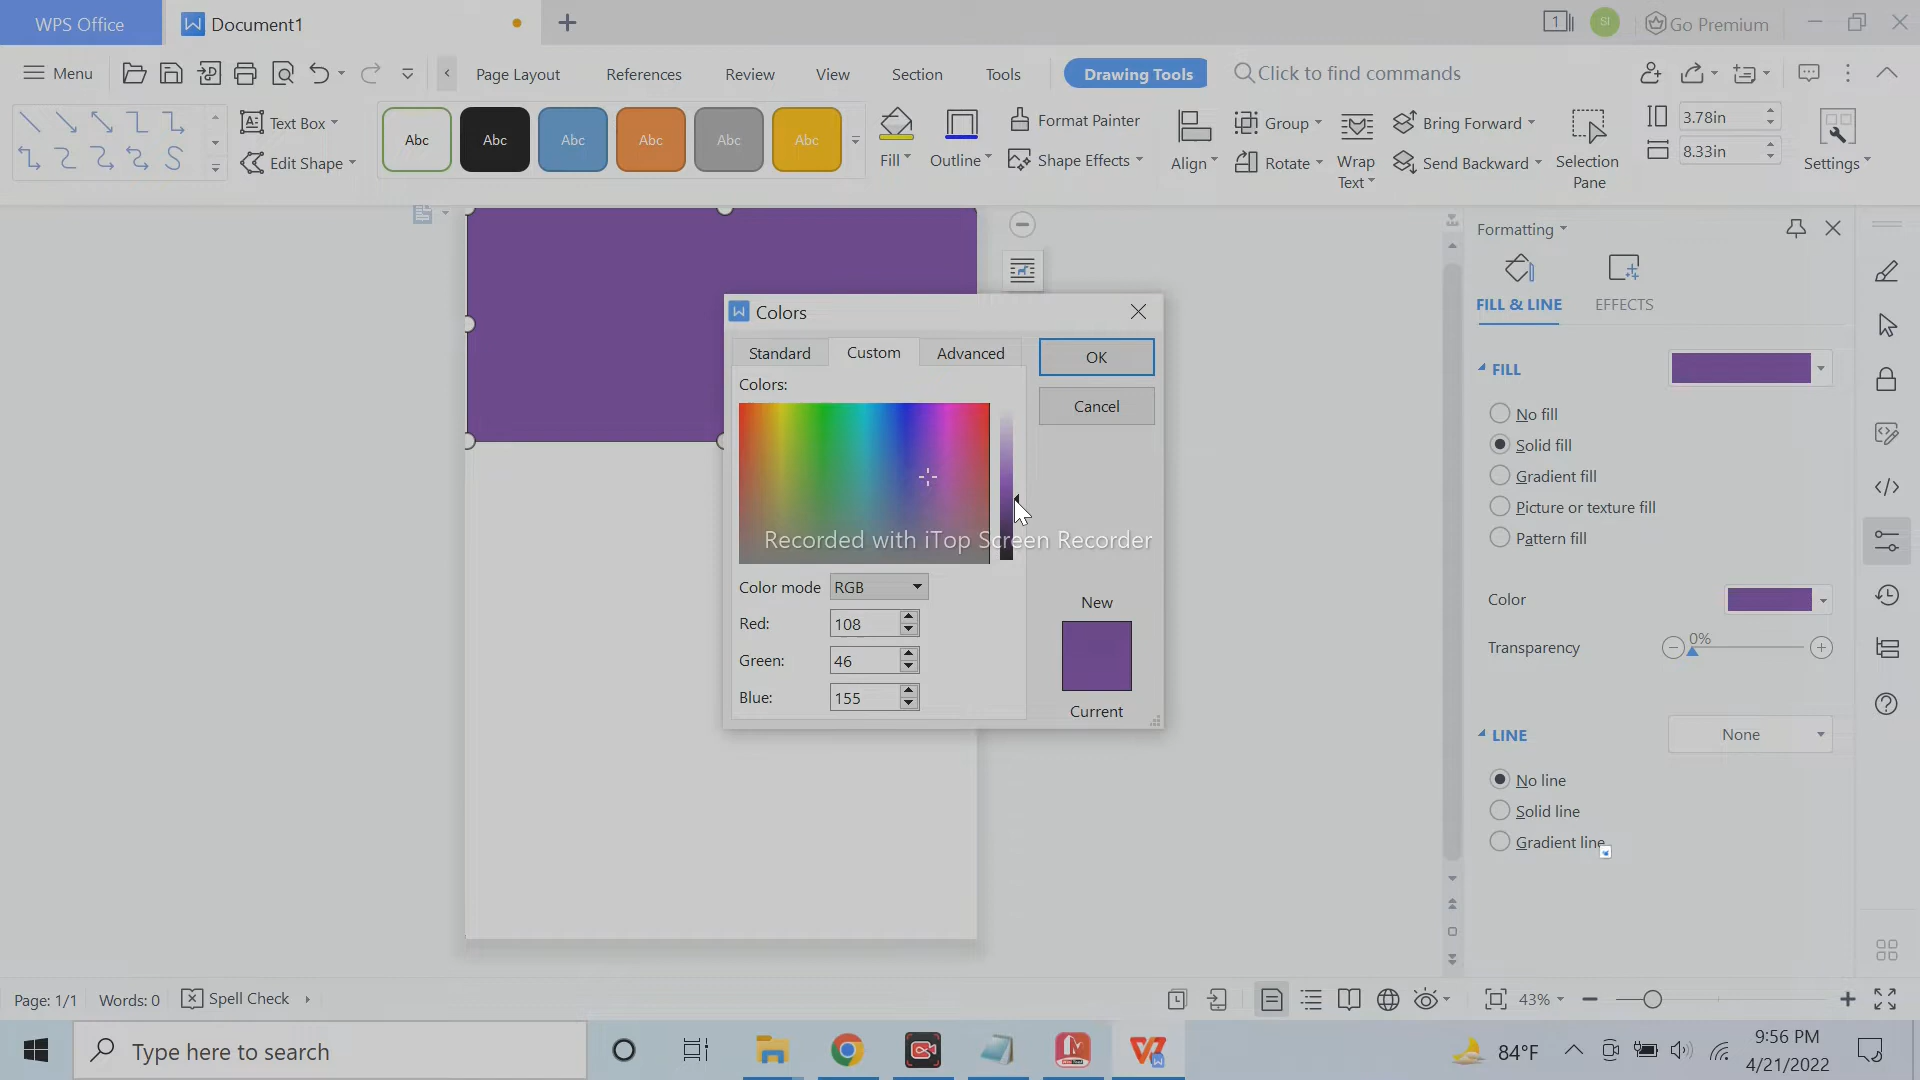 WPS Office
Document1
1
SI
Go Premium
Menu
Page Layout
References
Review
View
Section
Tools
Drawing Tools
Click to find commands
Text Box
Edit Shape
Abc
Abc
Abc
Abc
Abc
Abc
Fill
Outline
Format Painter
Shape Effects
Align
Group
Rotate
Wrap
Text
Bring Forward
Send Backward
Selection
Pane
3.78in
8.33in
Settings
Formatting
FILL & LINE
EFFECTS
FILL
No fill
Solid fill
Gradient fill
Picture or texture fill
Pattern fill
Color
Transparency
0%
LINE
None
No line
Solid line
Gradient line
Colors
Standard
Custom
Advanced
OK
Cancel
Colors:
Recorded with iTop Screen Recorder
Color mode
RGB
Red:
108
Green:
46
Blue:
155
New
Current
Page: 1/1
Words: 0
Spell Check
43%
Type here to search
84°F
9:56 PM
4/21/2022